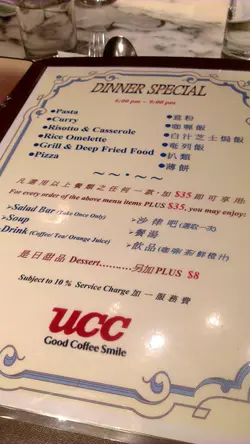 DINNER SPECIAL
6:00 pm - 9:00 pm
●Pasta ●意粉
●Curry ●咖喱飯
●Risotto & Casserole ●白汁芝士焗飯
●Rice Omelette ●奄列飯
●Grill & Deep Fried Food ●扒類
●Pizza ●薄餅
凡選用以上餐類之任何一款,加 $35 即可享用:
For every order of the above menu items PLUS $35, you may enjoy:
➢Salad Bar (Take Once Only) ➢沙律吧(選取一次)
➢Soup ➢餐湯
➢Drink (Coffee/ Tea/ Orange Juice) ➢飲品(咖啡/茶/鮮橙汁)
是日甜品 Dessert..........另加 PLUS $8
Subject to 10% Service Charge 加一服務費
UCC
Good Coffee Smile